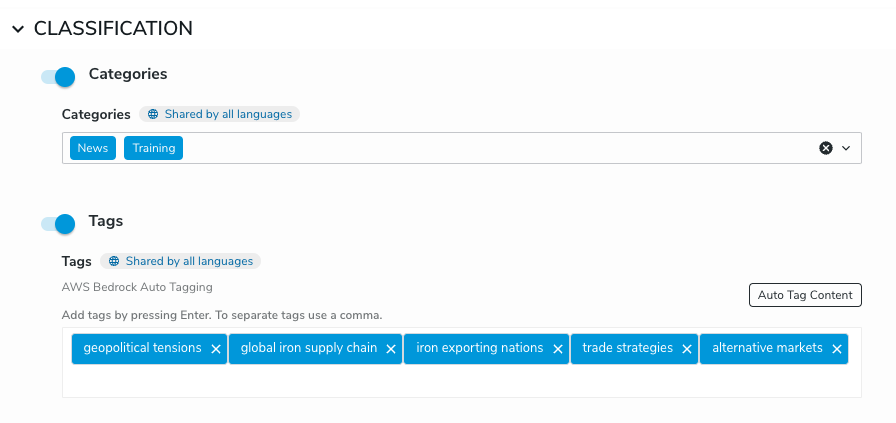 CLASSIFICATION
Categories
Categories Shared by all languages
News Training
Tags
Tags Shared by all languages
AWS Bedrock Auto Tagging
Auto Tag Content
Add tags by pressing Enter. To separate tags use a comma.
geopolitical tensions global iron supply chain iron exporting nations trade strategies alternative markets